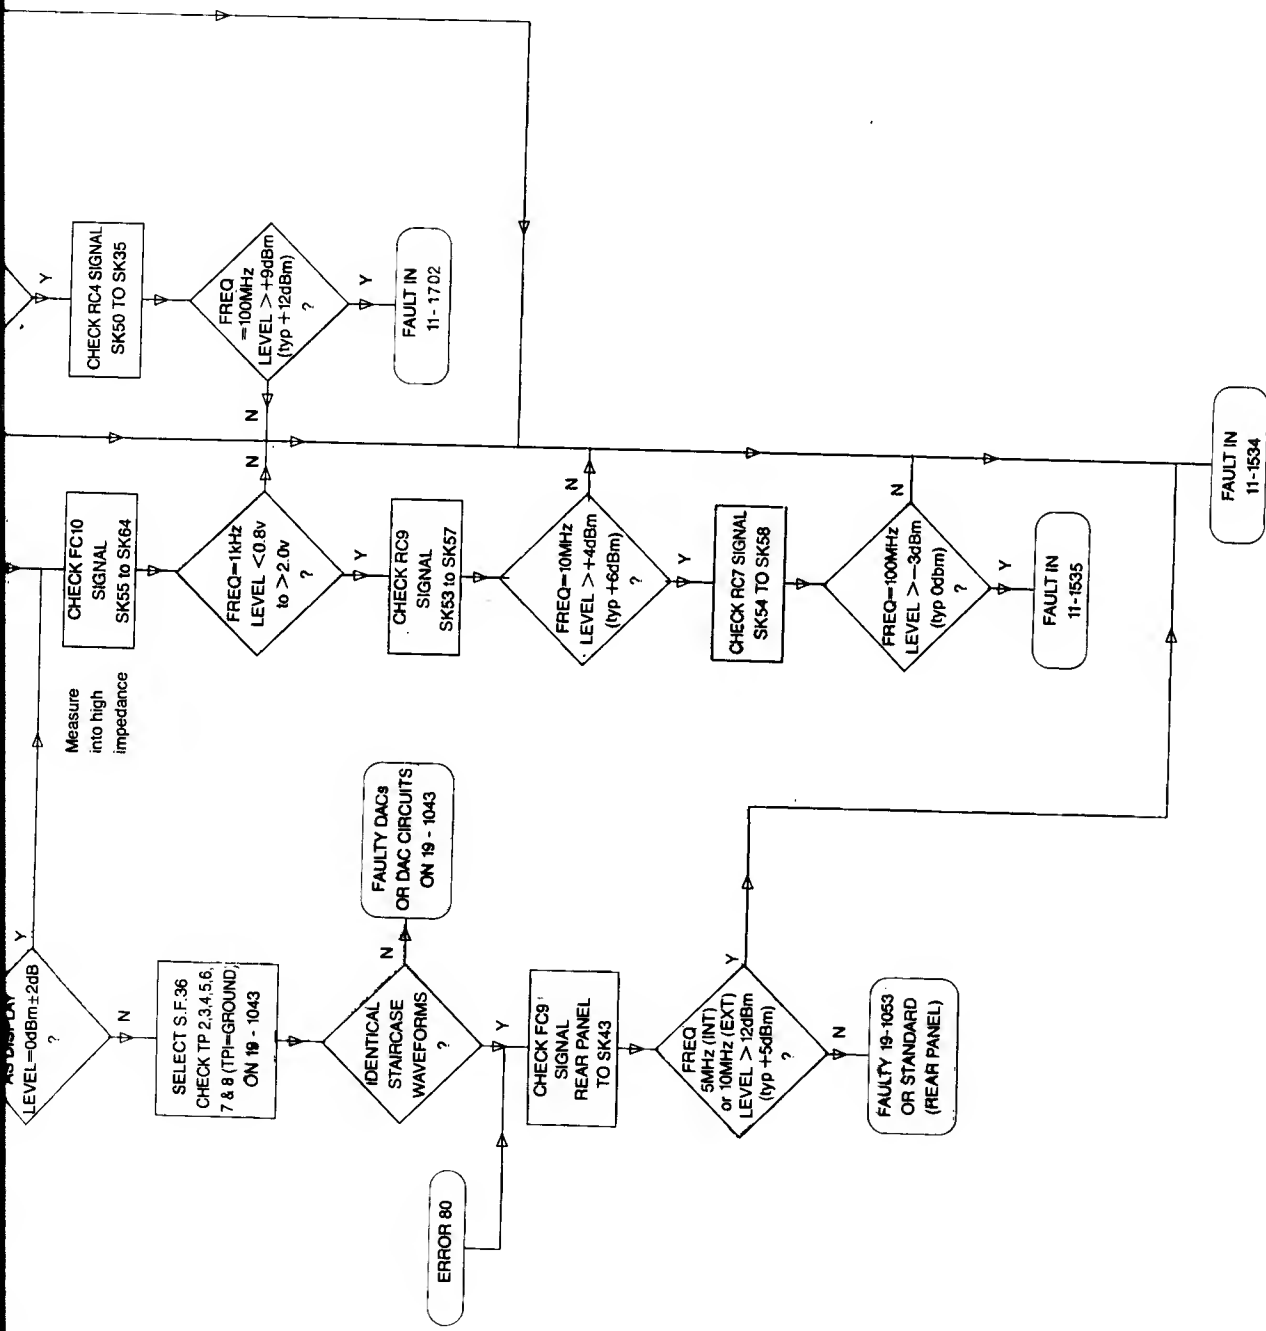 Y
CHECK RC4 SIGNAL
SK50 TO SK35
FREQ
=100MHz
LEVEL >+9dBm
(typ +12dBm)
?
Y
N
FAULT IN
11-1702
CHECK FC10
SIGNAL
SK55 to SK64
Measure
into high
impedance
FREQ=1kHz
LEVEL <0.8v
to >2.0v
?
N
Y
CHECK RC9
SIGNAL
SK53 to SK57
FREQ=10MHz
LEVEL >+4dBm
(typ +6dBm)
?
N
Y
CHECK RC7 SIGNAL
SK54 TO SK58
FREQ=100MHz
LEVEL >-3dBm
(typ 0dbm)
?
N
Y
FAULT IN
11-1535
FAULT IN
11-1534
AS DISPLAY
LEVEL=0dBm±2dB
?
Y
N
SELECT S.F.36
CHECK TP 2,3,4,5,6,
7 & 8 (TPI=GROUND)
ON 19 - 1043
IDENTICAL
STAIRCASE
WAVEFORMS
?
N
Y
FAULTY DACs
OR DAC CIRCUITS
ON 19 - 1043
ERROR 80
CHECK FC9
SIGNAL
REAR PANEL
TO SK43
FREQ
5MHz (INT)
or 10MHz (EXT)
LEVEL > 12dBm
(typ +5dBm)
?
Y
N
FAULTY 19-1053
OR STANDARD
(REAR PANEL)